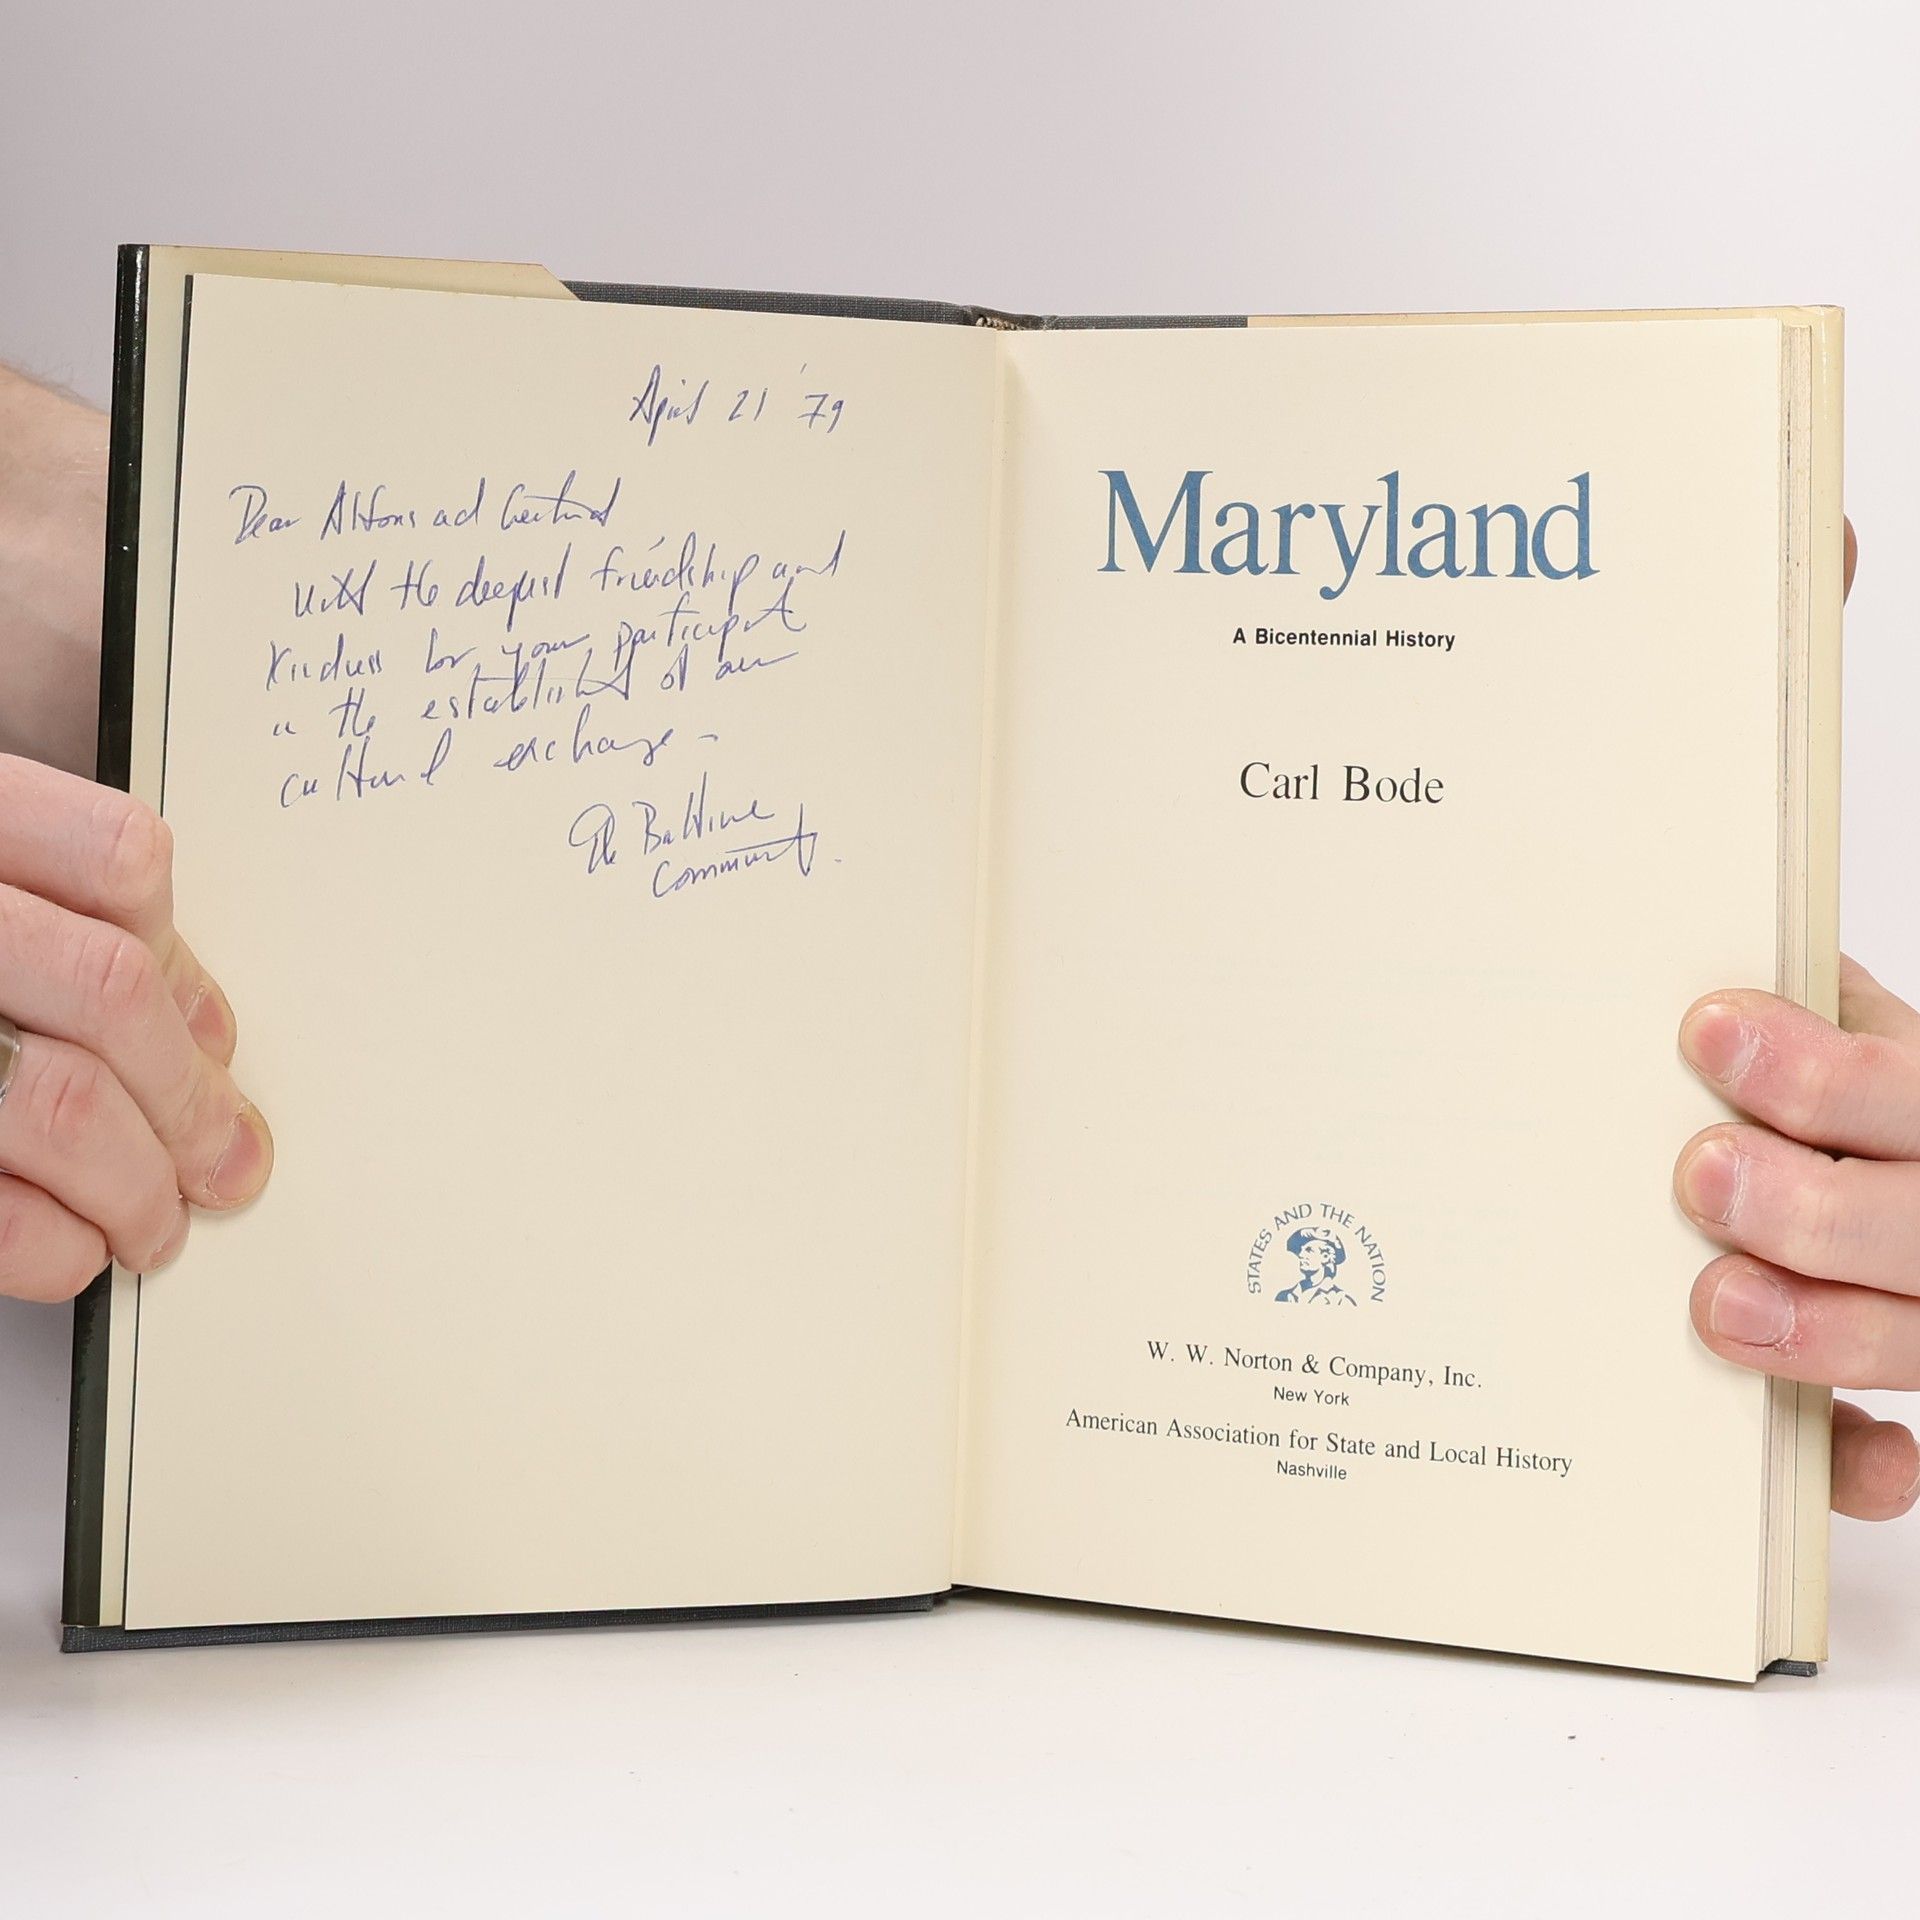 April 21 '79
Dear Alfons and Gertrud
with the deepest friendship and
kindness for your participat
in the establishment of our
cultural exchange -
The Baltimore
Community.
Maryland
A Bicentennial History
Carl Bode
STATES AND THE NATION
W. W. Norton & Company, Inc.
New York
American Association for State and Local History
Nashville